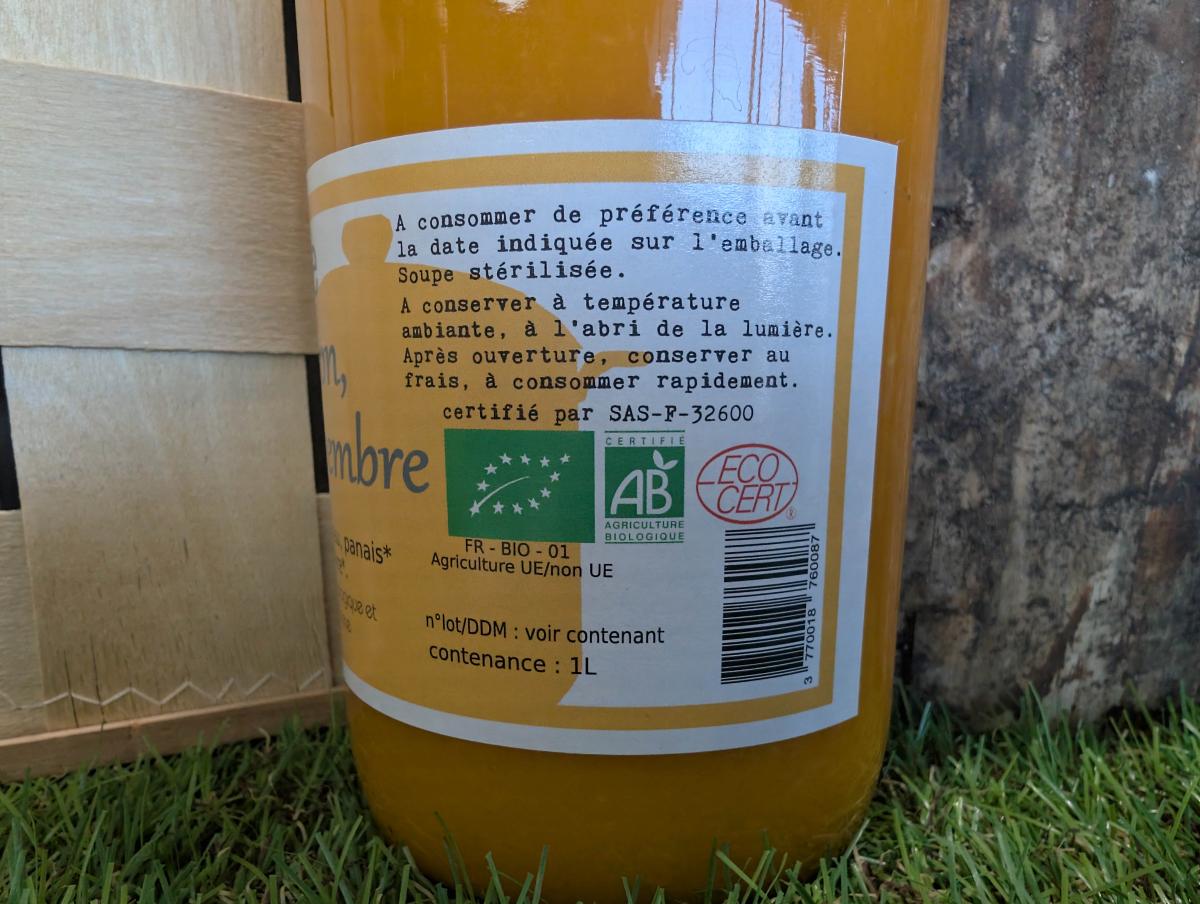 A consommer de préférence avant
la date indiquée sur l'emballage.
Soupe stérilisée.
A conserver à température
ambiante, à l'abri de la lumière.
Après ouverture, conserver au
frais, à consommer rapidement.
certifié par SAS-F-32600
embre
CERTIFIÉ
AB
AGRICULTURE
BIOLOGIQUE
ECO
CERT
®
FR - BIO - 01
Agriculture UE/non UE
panais*
et
n°lot/DDM : voir contenant
contenance : 1L
3 770018 760087